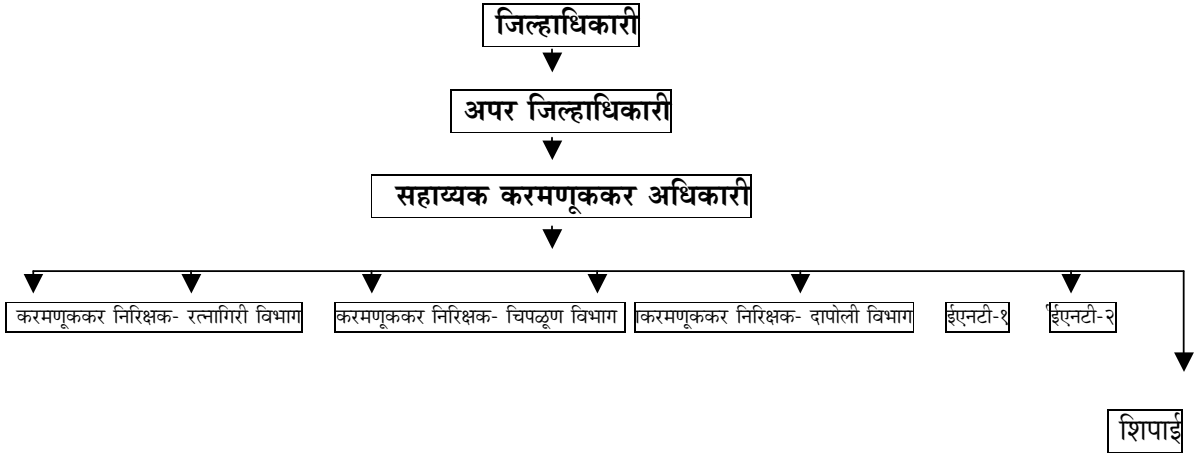 जिल्हाधिकारी
अपर जिल्हाधिकारी
सहाय्यक करमणूककर अधिकारी
करमणूककर निरिक्षक- रत्नागिरी विभाग
करमणूककर निरिक्षक- चिपळूण विभाग
करमणूककर निरिक्षक- दापोली विभाग
ईएनटी-१
ईएनटी-२
शिपाई